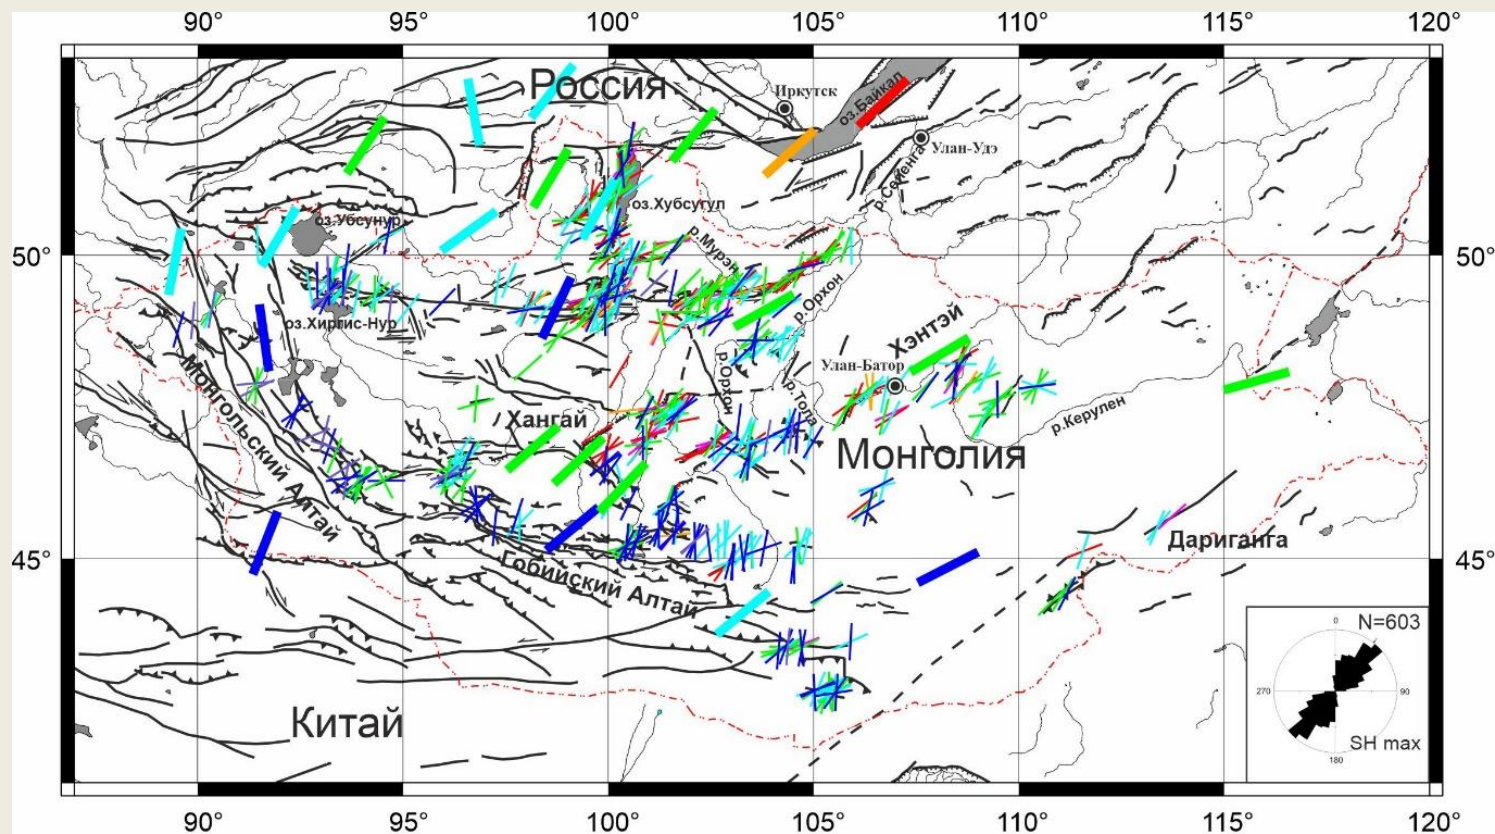 90° 95° 100° 105° 110° 115° 120°
Россия
Иркутск
оз.Байкал
Улан-Удэ
р.Селенга
оз.Хубсугул
оз.Убсунур
р.Мурэн
50° 50°
р.Орхон
оз.Хиргис-Нур
Хэнтэй
Улан-Батор
Монгольский Алтай
р.Орхон
р.Тола
р.Керулен
Хангай
Монголия
Дариганга
45° 45°
Гобийский Алтай
N=603
0
270 90
SH max
180
Китай
90° 95° 100° 105° 110° 115° 120°